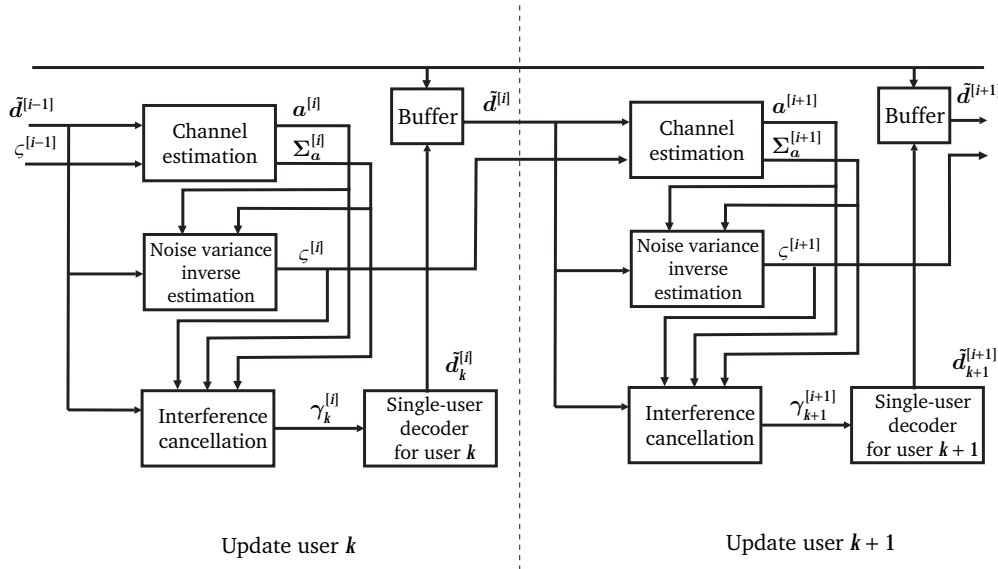 d̃^[i−1]
ς^[i−1]
Channel
estimation
a^[i]
Σ_a^[i]
Noise variance
inverse
estimation
ς^[i]
Interference
cancellation
γ_k^[i]
Single-user
decoder
for user k
d̃_k^[i]
Buffer
d̃^[i]
Update user k
Channel
estimation
a^[i+1]
Σ_a^[i+1]
Noise variance
inverse
estimation
ς^[i+1]
Interference
cancellation
γ_k+1^[i+1]
Single-user
decoder
for user k + 1
d̃_k+1^[i+1]
Buffer
d̃^[i+1]
Update user k + 1